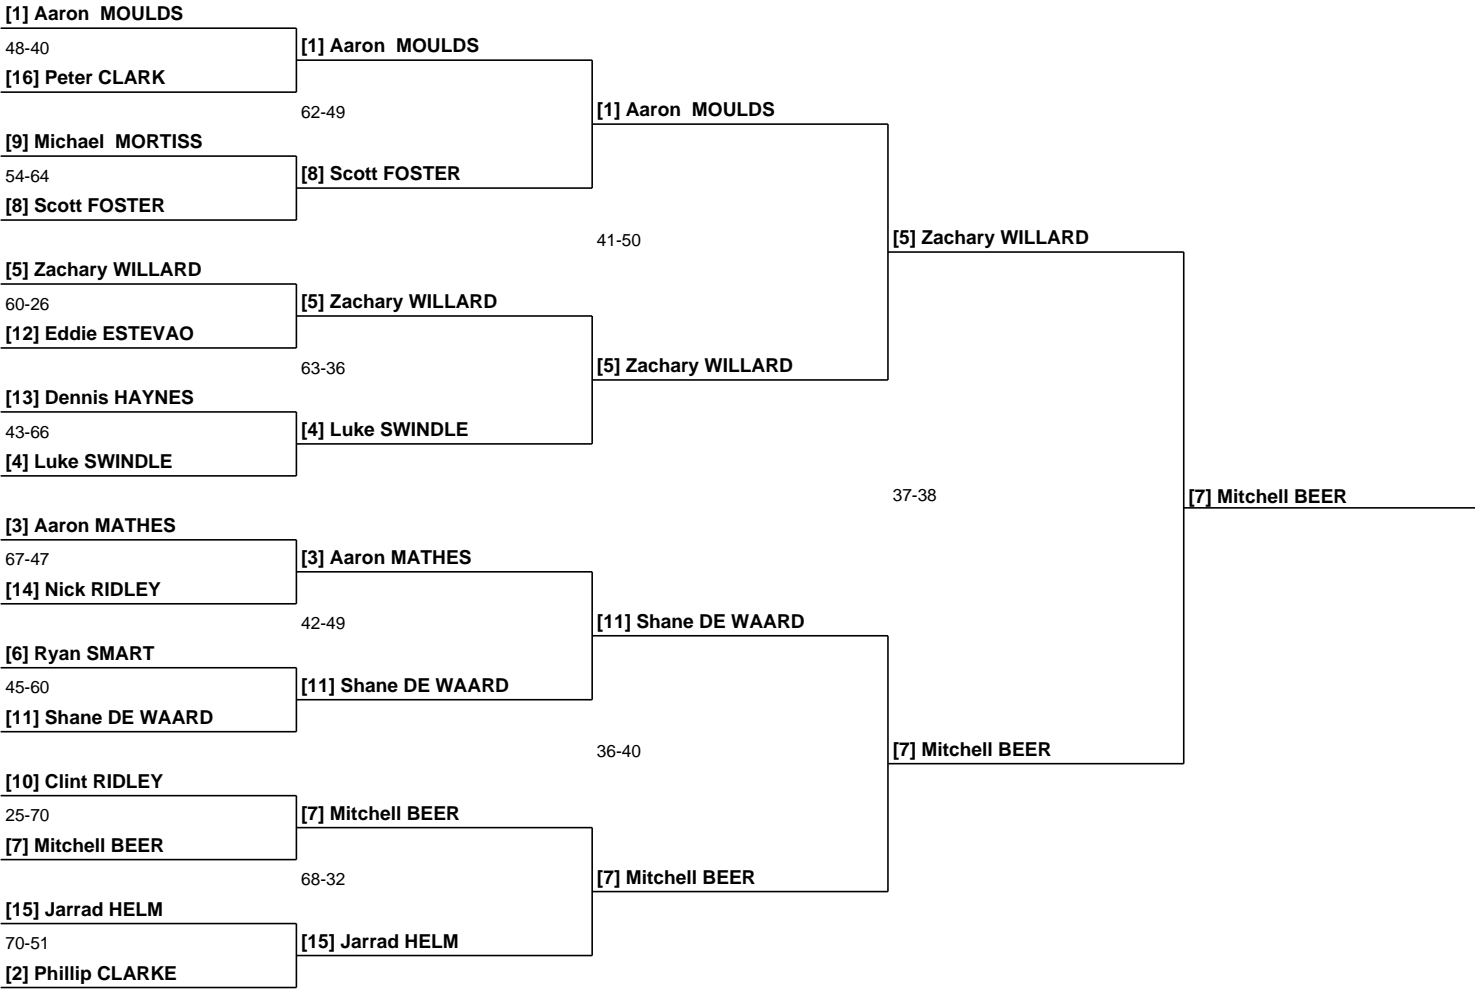 [1] Aaron  MOULDS
48-40
[16] Peter CLARK
[9] Michael  MORTISS
54-64
[8] Scott FOSTER
[5] Zachary WILLARD
60-26
[12] Eddie ESTEVAO
[13] Dennis HAYNES
43-66
[4] Luke SWINDLE
[3] Aaron MATHES
67-47
[14] Nick RIDLEY
[6] Ryan SMART
45-60
[11] Shane DE WAARD
[10] Clint RIDLEY
25-70
[7] Mitchell BEER
[15] Jarrad HELM
70-51
[2] Phillip CLARKE
[1] Aaron  MOULDS
62-49
[8] Scott FOSTER
[5] Zachary WILLARD
63-36
[4] Luke SWINDLE
[3] Aaron MATHES
42-49
[11] Shane DE WAARD
[7] Mitchell BEER
68-32
[15] Jarrad HELM
[1] Aaron  MOULDS
41-50
[5] Zachary WILLARD
[11] Shane DE WAARD
36-40
[7] Mitchell BEER
[5] Zachary WILLARD
37-38
[7] Mitchell BEER
[7] Mitchell BEER